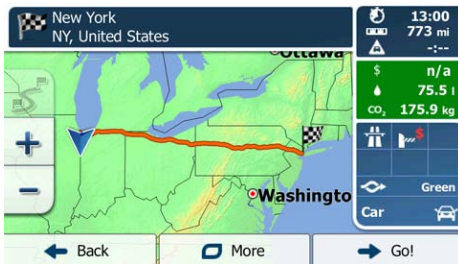 New York
NY, United States
13:00
773 mi
-:--
Ottawa
$ n/a
75.5 l
CO₂ 175.9 kg
$
+
Washingto
Green
−
Car
Back
More
Go!